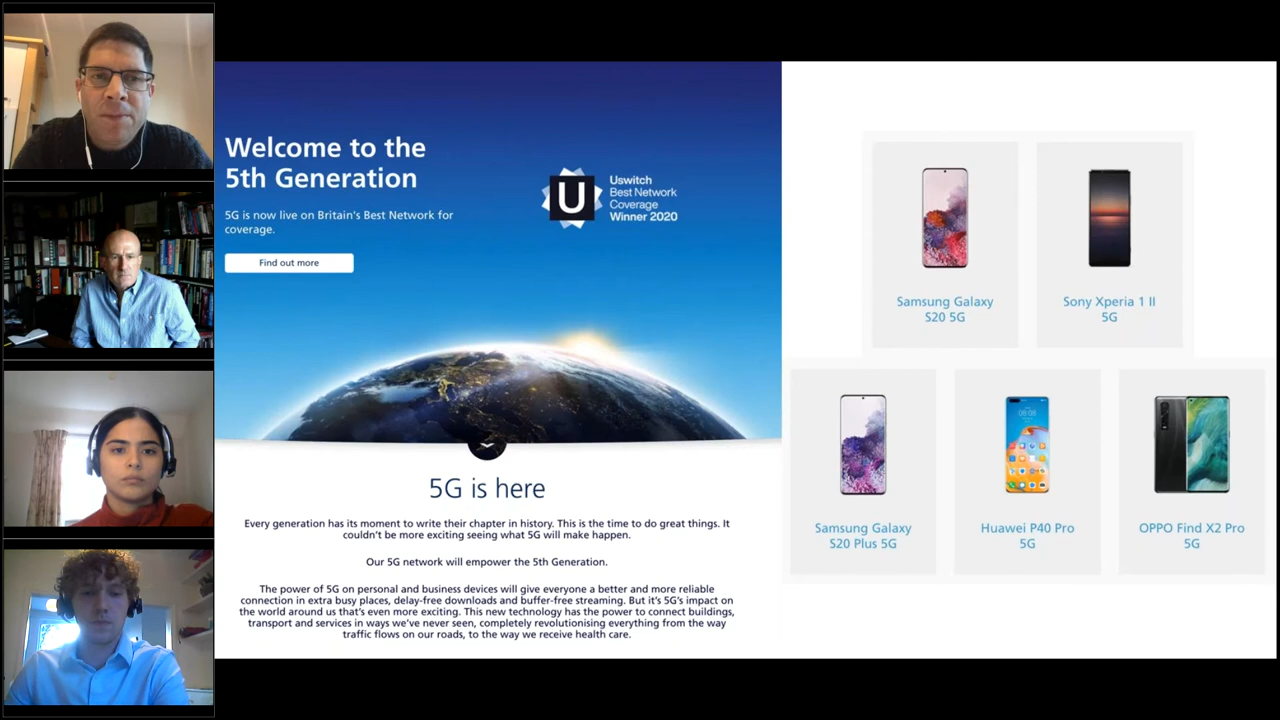 Welcome to the
5th Generation
5G is now live on Britain's Best Network for
coverage.
Find out more
U
Uswitch
Best Network
Coverage
Winner 2020
5G is here
Every generation has its moment to write their chapter in history. This is the time to do great things. It
couldn't be more exciting seeing what 5G will make happen.
Our 5G network will empower the 5th Generation.
The power of 5G on personal and business devices will give everyone a better and more reliable
connection in extra busy places, delay-free downloads and buffer-free streaming. But it's 5G's impact on
the world around us that's even more exciting. This new technology has the power to connect buildings,
transport and services in ways we've never seen, completely revolutionising everything from the way
traffic flows on our roads, to the way we receive health care.
Samsung Galaxy
S20 5G
Sony Xperia 1 II
5G
Samsung Galaxy
S20 Plus 5G
08:08
Huawei P40 Pro
5G
OPPO Find X2 Pro
5G